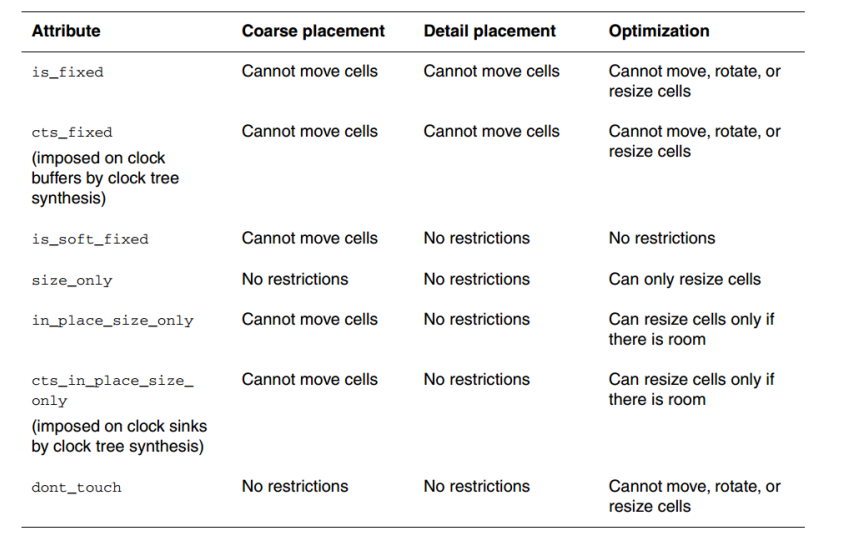 Attribute Coarse placement Detail placement Optimization
is_fixed Cannot move cells Cannot move cells Cannot move, rotate, or
resize cells
cts_fixed Cannot move cells Cannot move cells Cannot move, rotate, or
(imposed on clock resize cells
buffers by clock tree
synthesis)
is_soft_fixed Cannot move cells No restrictions No restrictions
size_only No restrictions No restrictions Can only resize cells
in_place_size_only Cannot move cells No restrictions Can resize cells only if
there is room
cts_in_place_size_ Cannot move cells No restrictions Can resize cells only if
only there is room
(imposed on clock sinks
by clock tree synthesis)
dont_touch No restrictions No restrictions Cannot move, rotate, or
resize cells